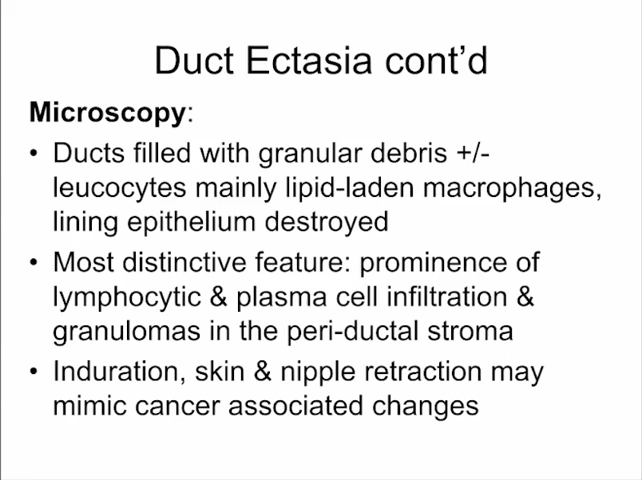 Duct Ectasia cont'd
Microscopy:
• Ducts filled with granular debris +/-
leucocytes mainly lipid-laden macrophages,
lining epithelium destroyed
• Most distinctive feature: prominence of
lymphocytic & plasma cell infiltration &
granulomas in the peri-ductal stroma
• Induration, skin & nipple retraction may
mimic cancer associated changes